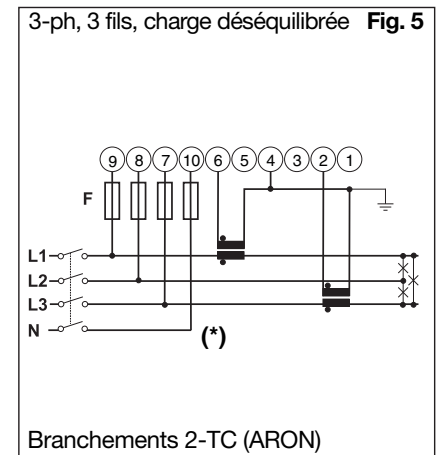 3-ph, 3 fils, charge déséquilibrée Fig. 5
9 8 7 10 6 5 4 3 2 1
F
L1
L2
L3
N
(*)
Branchements 2-TC (ARON)